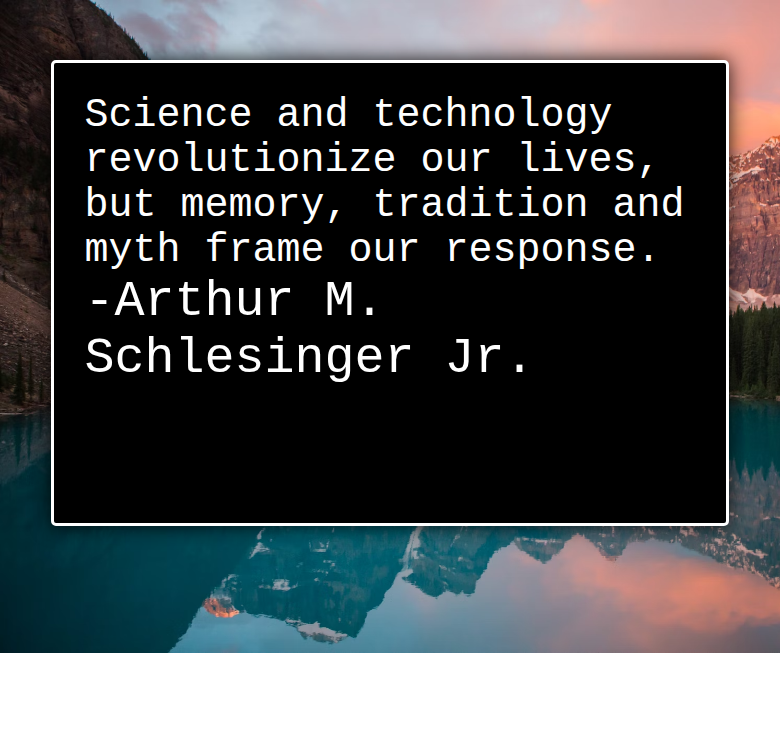 Science and technology
revolutionize our lives,
but memory, tradition and
myth frame our response.
-Arthur M.
Schlesinger Jr.